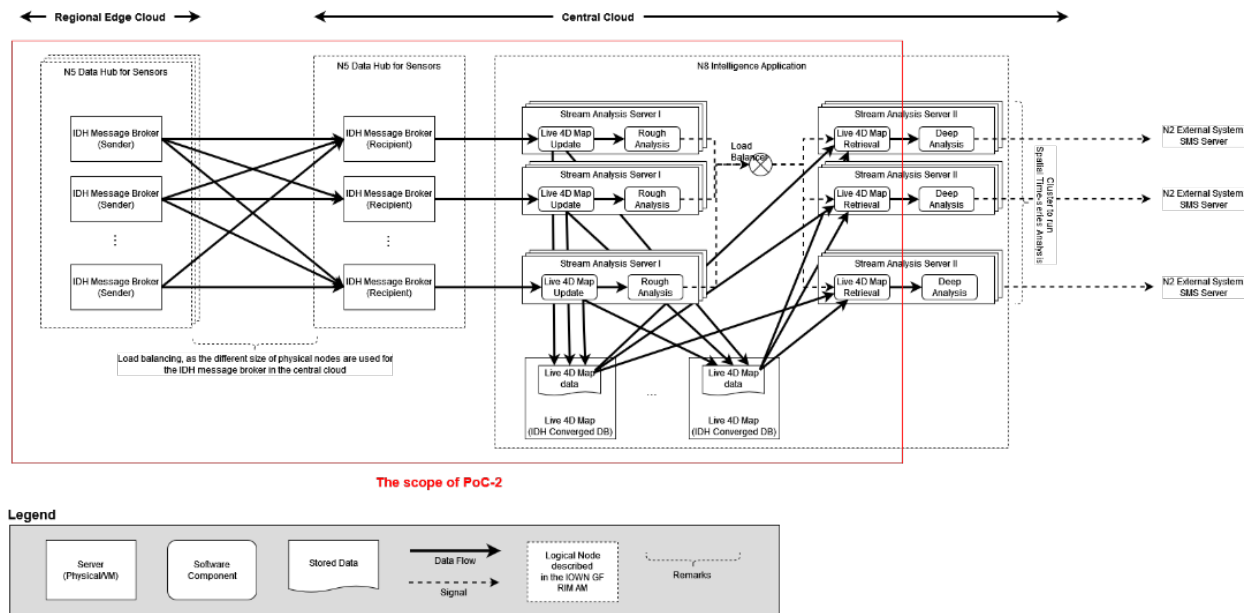 Regional Edge Cloud
Central Cloud
N5 Data Hub for Sensors
IDH Message Broker
(Sender)
IDH Message Broker
(Sender)
⋮
IDH Message Broker
(Sender)
N5 Data Hub for Sensors
IDH Message Broker
(Recipient)
IDH Message Broker
(Recipient)
⋮
IDH Message Broker
(Recipient)
Load balancing, as the different size of physical nodes are used for
the IDH message broker in the central cloud
N8 Intelligence Application
Stream Analysis Server I
Live 4D Map
Update
Rough
Analysis
Stream Analysis Server I
Live 4D Map
Update
Rough
Analysis
Stream Analysis Server I
Live 4D Map
Update
Rough
Analysis
Load
Balancer
Stream Analysis Server II
Live 4D Map
Retrieval
Deep
Analysis
Stream Analysis Server II
Live 4D Map
Retrieval
Deep
Analysis
Stream Analysis Server II
Live 4D Map
Retrieval
Deep
Analysis
Cluster to run
Spatial Time-series Analysis
N2 External System:
SMS Server
N2 External System:
SMS Server
N2 External System:
SMS Server
Live 4D Map
data
Live 4D Map
(IDH Converged DB)
...
Live 4D Map
data
Live 4D Map
(IDH Converged DB)
The scope of PoC-2
Legend
Server
(Physical/VM)
Software
Component
Stored Data
Data Flow
Signal
Logical Node
described
in the IOWN GF
RIM AM
Remarks